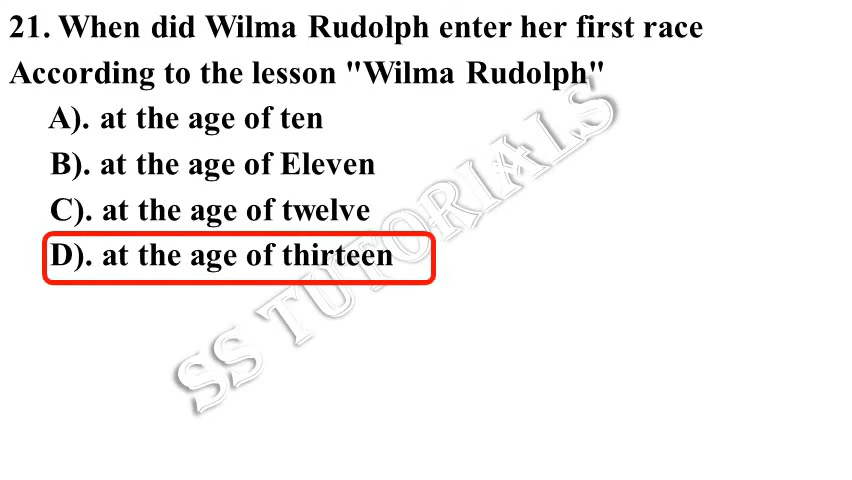 21. When did Wilma Rudolph enter her first race
According to the lesson "Wilma Rudolph"
A). at the age of ten
B). at the age of Eleven
C). at the age of twelve
D). at the age of thirteen
SS TUTORIALS